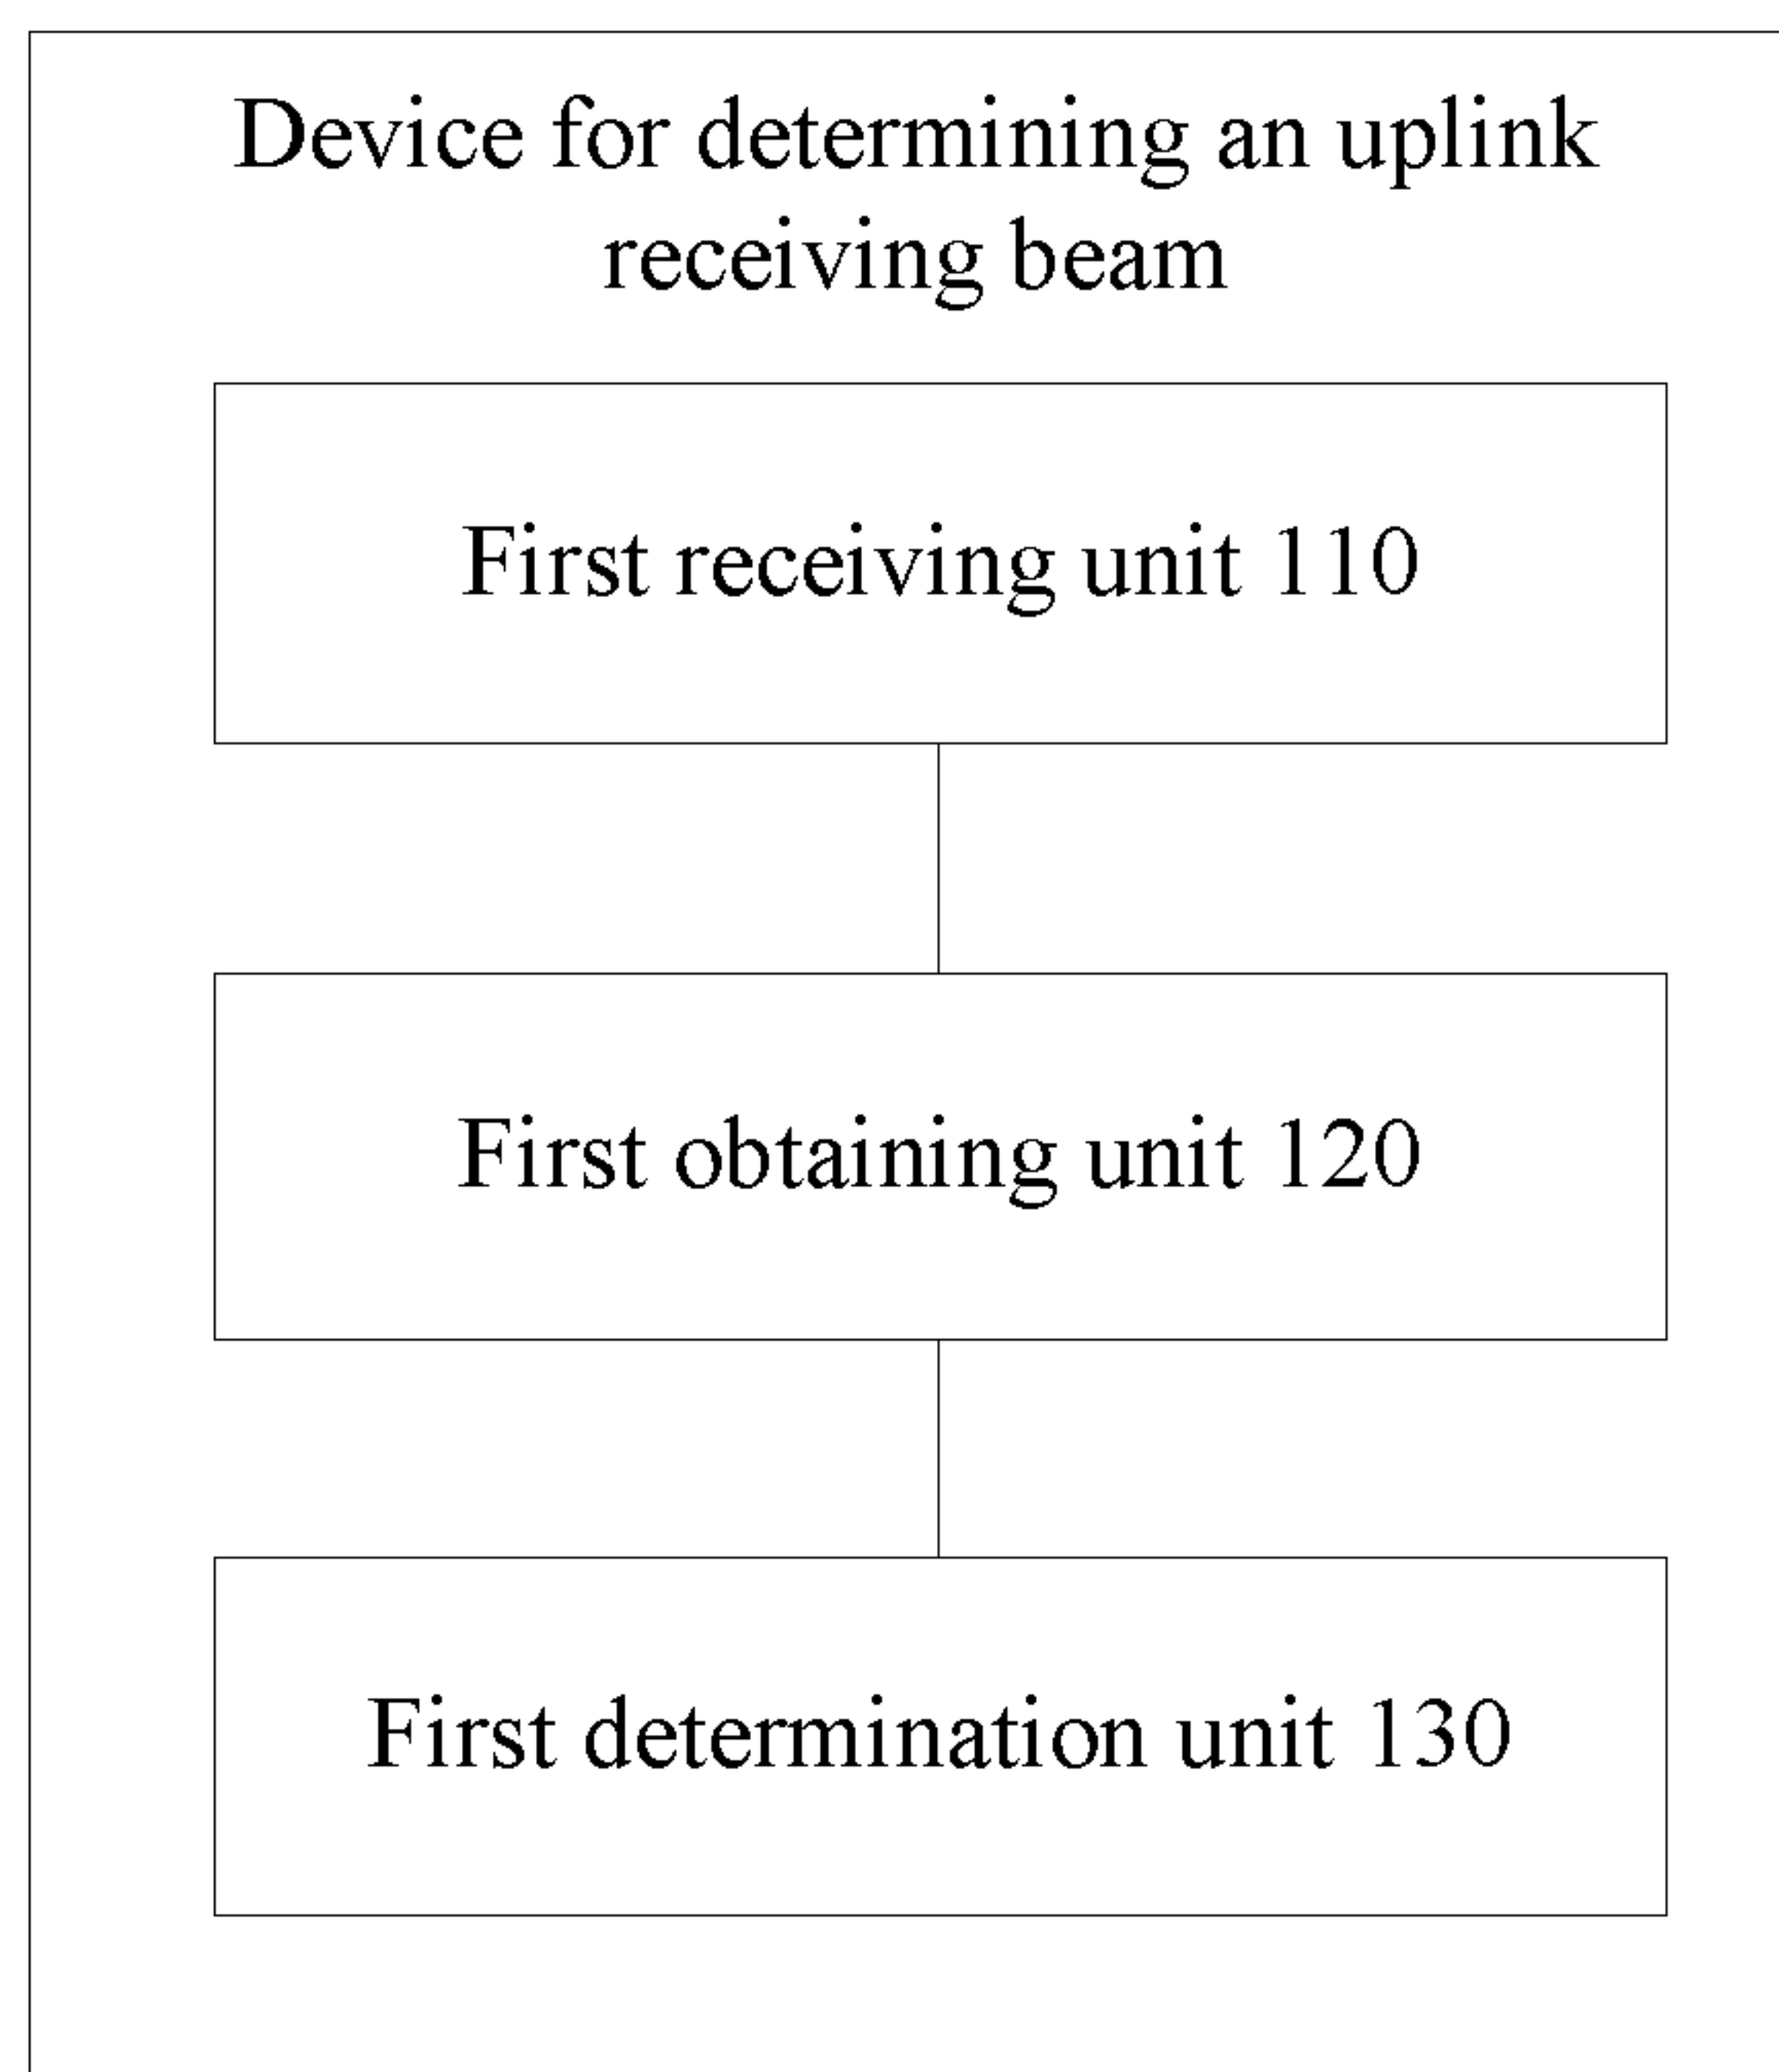 Device for determining an uplink
receiving beam
First receiving unit 110
First obtaining unit 120
First determination unit 130